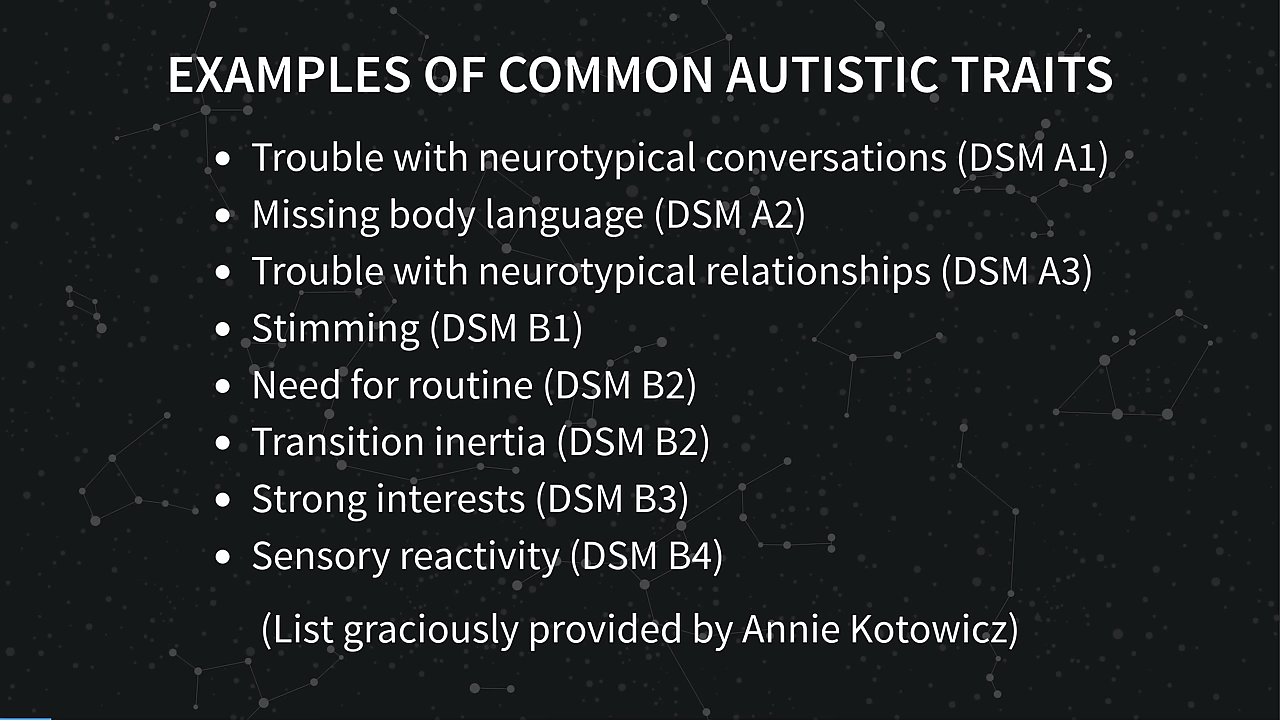 EXAMPLES OF COMMON AUTISTIC TRAITS
• Trouble with neurotypical conversations (DSM A1)
• Missing body language (DSM A2)
• Trouble with neurotypical relationships (DSM A3)
• Stimming (DSM B1)
• Need for routine (DSM B2)
• Transition inertia (DSM B2)
• Strong interests (DSM B3)
• Sensory reactivity (DSM B4)
(List graciously provided by Annie Kotowicz)